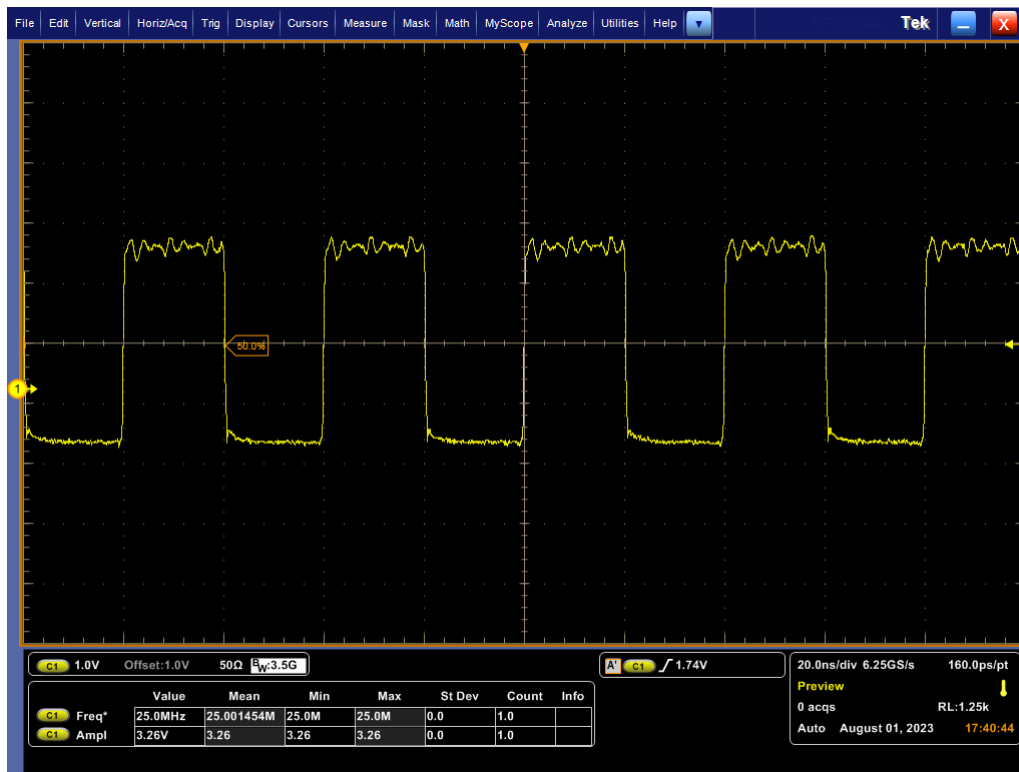 File Edit Vertical Horiz/Acq Trig Display Cursors Measure Mask Math MyScope Analyze Utilities Help Tek X
50.0%
1
C1 1.0V Offset:1.0V 50Ω BW:3.5G
A' C1 1.74V
20.0ns/div 6.25GS/s 160.0ps/pt
Preview
0 acqs RL:1.25k
Auto August 01, 2023 17:40:44
Value Mean Min Max St Dev Count Info
C1 Freq* 25.0MHz 25.001454M 25.0M 25.0M 0.0 1.0
C1 Ampl 3.26V 3.26 3.26 3.26 0.0 1.0